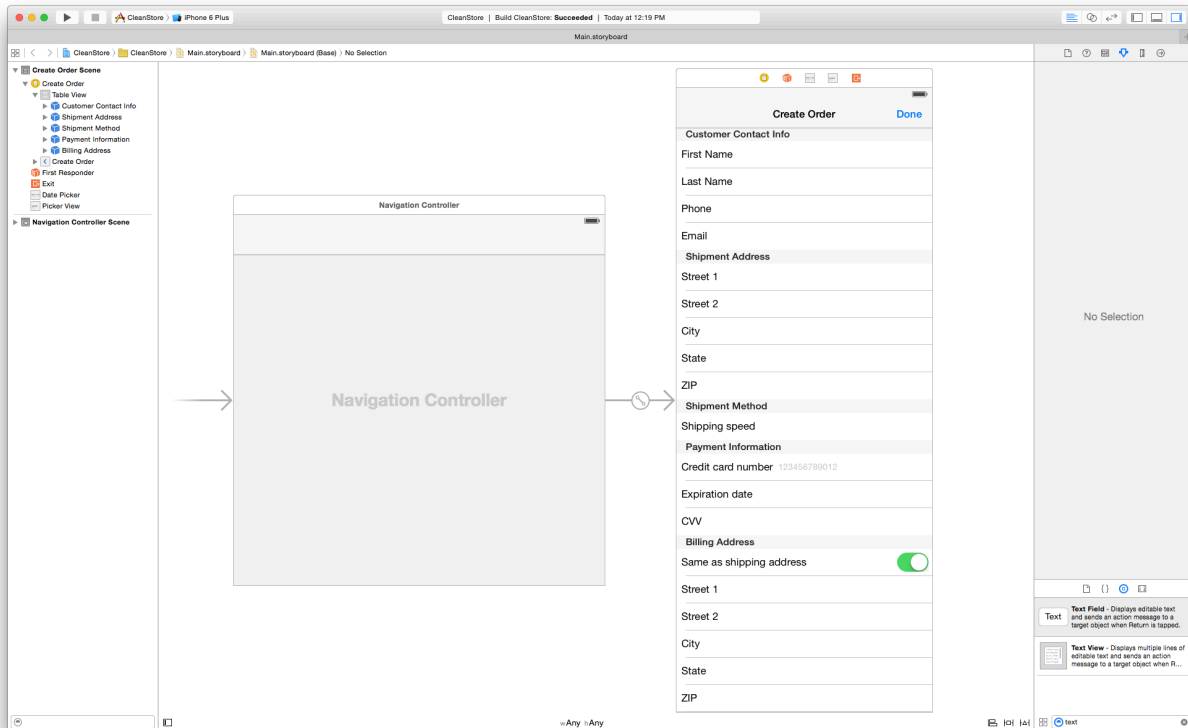 CleanStore
iPhone 6 Plus
CleanStore | Build CleanStore: Succeeded | Today at 12:19 PM
Main.storyboard
CleanStore
CleanStore
Main.storyboard
Main.storyboard (Base)
No Selection
Create Order Scene
Create Order
Table View
Customer Contact Info
Shipment Address
Shipment Method
Payment Information
Billing Address
Create Order
First Responder
Exit
Date Picker
Picker View
Navigation Controller Scene
Navigation Controller
Navigation Controller
Create Order
Done
Customer Contact Info
First Name
Last Name
Phone
Email
Shipment Address
Street 1
Street 2
City
State
ZIP
Shipment Method
Shipping speed
Payment Information
Credit card number 123456789012
Expiration date
CVV
Billing Address
Same as shipping address
Street 1
Street 2
City
State
ZIP
No Selection
Text
Text Field - Displays editable text
and sends an action message to a
target object when Return is tapped.
Text View - Displays multiple lines of
editable text and sends an action
message to a target object when R...
wAny hAny
text